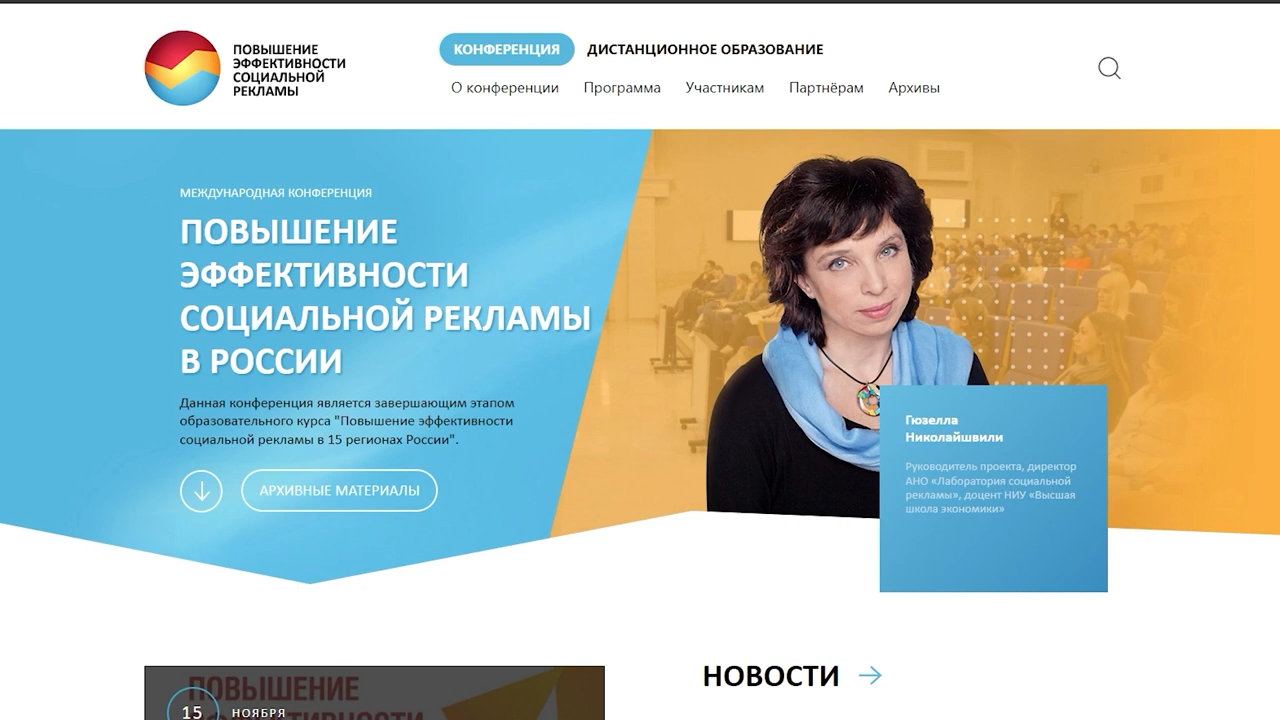 ПОВЫШЕНИЕ
ЭФФЕКТИВНОСТИ
СОЦИАЛЬНОЙ
РЕКЛАМЫ
КОНФЕРЕНЦИЯ
ДИСТАНЦИОННОЕ ОБРАЗОВАНИЕ
О конференции
Программа
Участникам
Партнёрам
Архивы
МЕЖДУНАРОДНАЯ КОНФЕРЕНЦИЯ
ПОВЫШЕНИЕ
ЭФФЕКТИВНОСТИ
СОЦИАЛЬНОЙ РЕКЛАМЫ
В РОССИИ
Данная конференция является завершающим этапом
образовательного курса "Повышение эффективности
социальной рекламы в 15 регионах России".
АРХИВНЫЕ МАТЕРИАЛЫ
Гюзелла
Николайшвили
Руководитель проекта, директор
АНО «Лаборатория социальной
рекламы», доцент НИУ «Высшая
школа экономики»
НОВОСТИ
ПОВЫШЕНИЕ
15 НОЯБРЯ